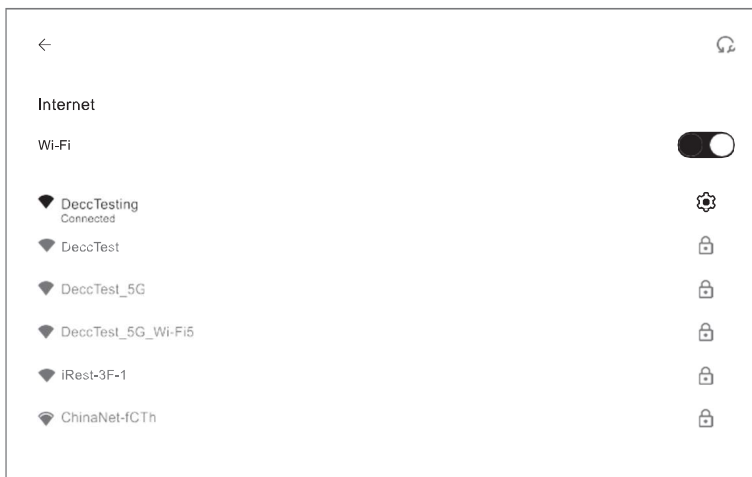 Internet
Wi-Fi
DeccTesting
Connected
DeccTest
DeccTest_5G
DeccTest_5G_Wi-Fi5
iRest-3F-1
ChinaNet-fCTh